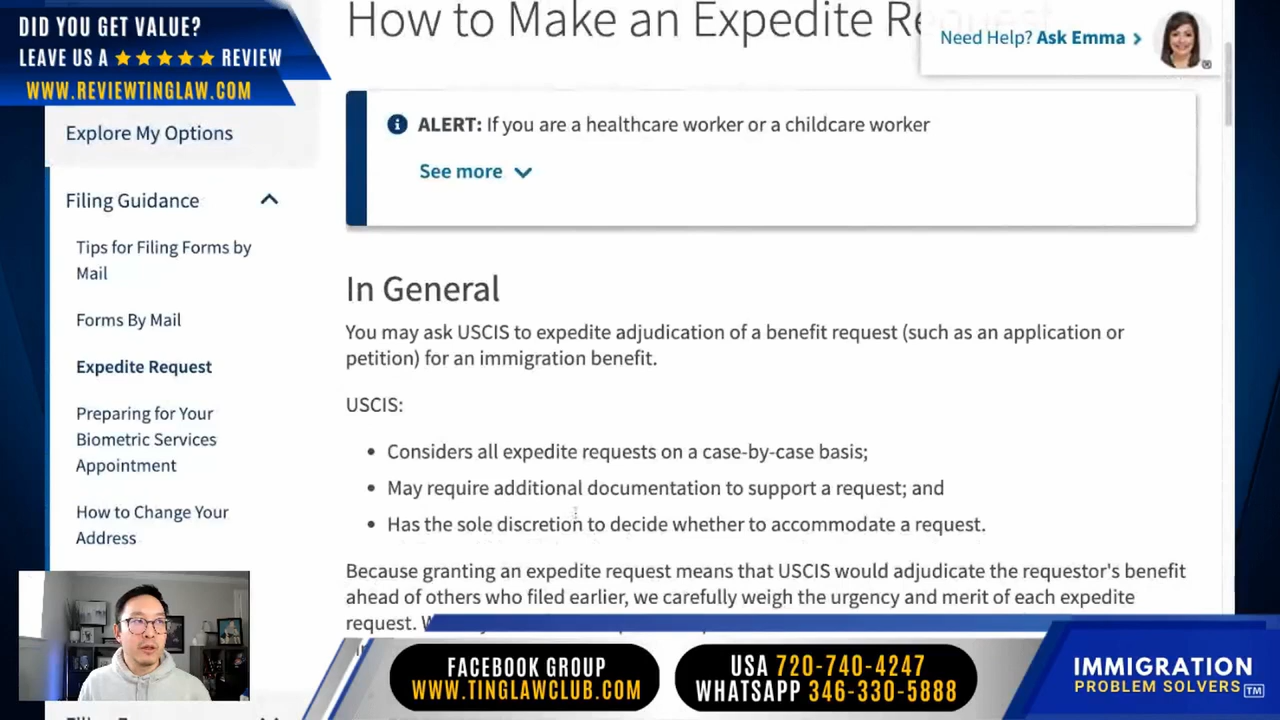 DID YOU GET VALUE?
LEAVE US A ★★★★★ REVIEW
WWW.REVIEWTINGLAW.COM
How to Make an Expedite Request
Need Help? Ask Emma >
Explore My Options
Filing Guidance
Tips for Filing Forms by
Mail
Forms By Mail
Expedite Request
Preparing for Your
Biometric Services
Appointment
How to Change Your
Address
ALERT: If you are a healthcare worker or a childcare worker
See more
In General
You may ask USCIS to expedite adjudication of a benefit request (such as an application or
petition) for an immigration benefit.
USCIS:
• Considers all expedite requests on a case-by-case basis;
• May require additional documentation to support a request; and
• Has the sole discretion to decide whether to accommodate a request.
Because granting an expedite request means that USCIS would adjudicate the requestor's benefit
ahead of others who filed earlier, we carefully weigh the urgency and merit of each expedite
request.
FACEBOOK GROUP
WWW.TINGLAWCLUB.COM
USA 720-740-4247
WHATSAPP 346-330-5888
IMMIGRATION
PROBLEM SOLVERS TM